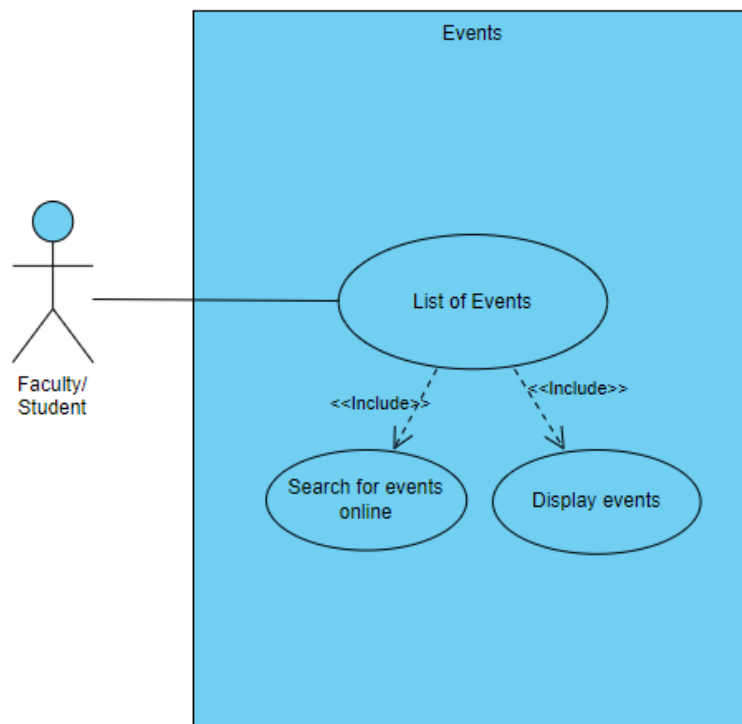 Events
List of Events
Faculty/
Student
<<Include>>
<<Include>>
Search for events
online
Display events